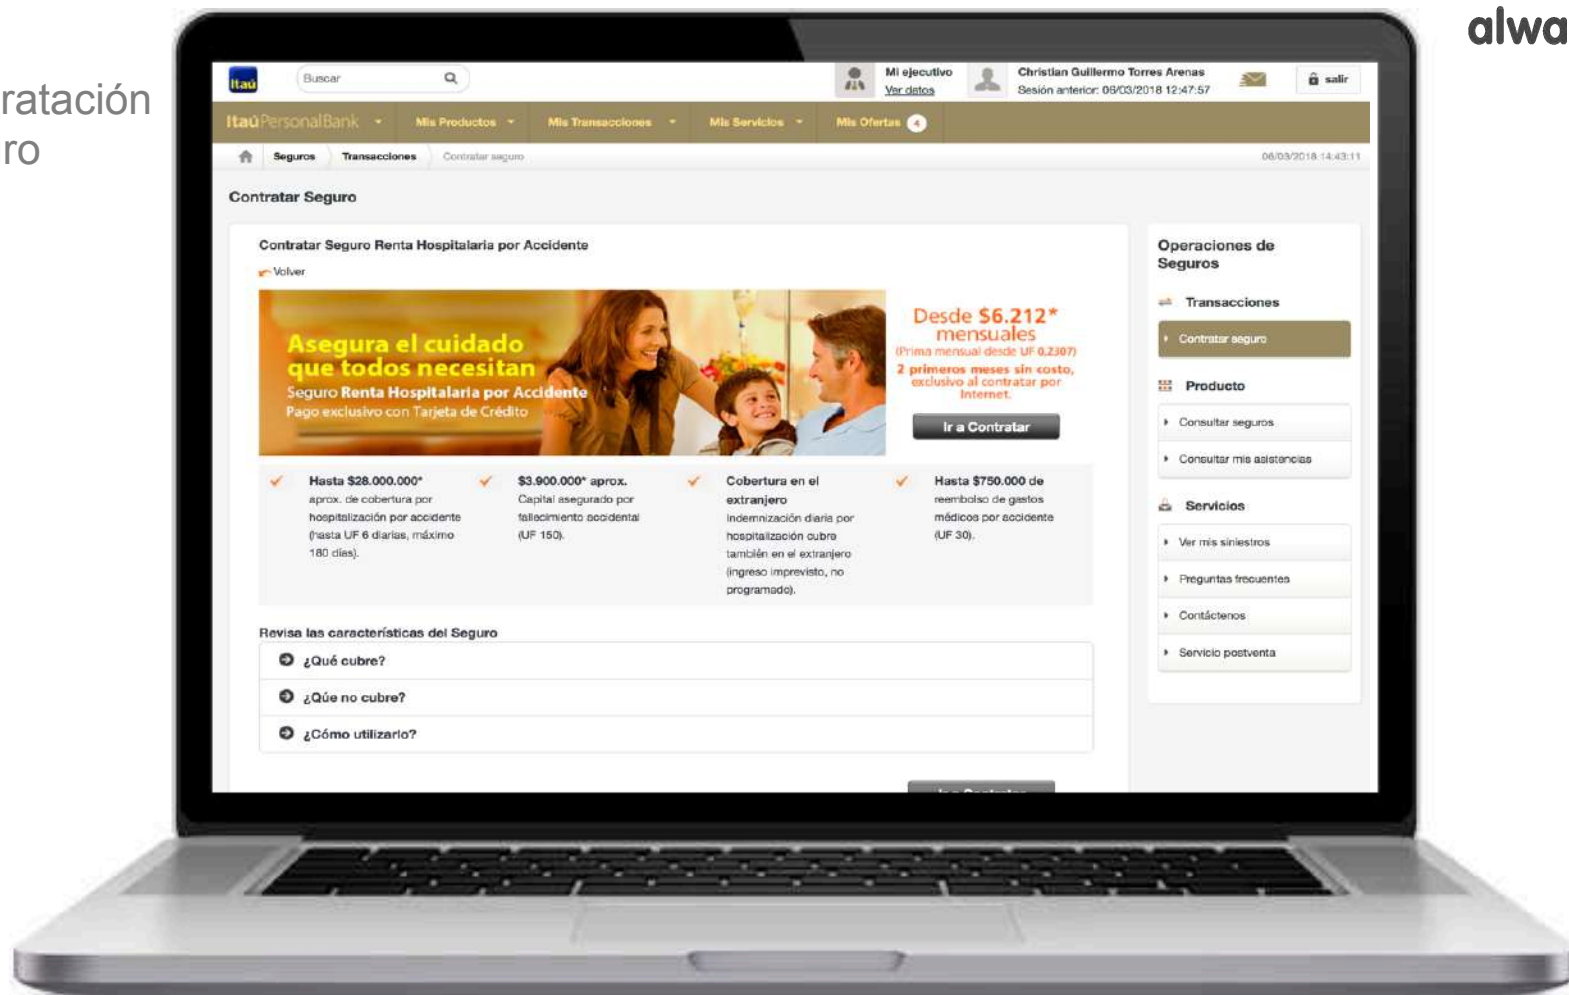 alwa
ratación
ro
Itaú
Buscar
Mi ejecutivo
Ver datos
Christian Guillermo Torres Arenas
Sesión anterior: 06/03/2018 12:47:57
salir
ItaúPersonalBank
Mis Productos
Mis Transacciones
Mis Servicios
Mis Ofertas 4
Seguros
Transacciones
Contratar seguro
06/03/2018 14:43:11
Contratar Seguro
Contratar Seguro Renta Hospitalaria por Accidente
Volver
Asegura el cuidado
que todos necesitan
Seguro Renta Hospitalaria por Accidente
Pago exclusivo con Tarjeta de Crédito
Desde $6.212*
mensuales
(Prima mensual desde UF 0,2307)
2 primeros meses sin costo,
exclusivo al contratar por
Internet.
Ir a Contratar
Hasta $28.000.000*
aprox. de cobertura por
hospitalización por accidente
(hasta UF 6 diarias, máximo
180 días).
$3.900.000* aprox.
Capital asegurado por
fallecimiento accidental
(UF 150).
Cobertura en el
extranjero
Indemnización diaria por
hospitalización cubre
también en el extranjero
(ingreso imprevisto, no
programado).
Hasta $750.000 de
reembolso de gastos
médicos por accidente
(UF 30).
Revisa las características del Seguro
¿Qué cubre?
¿Qúe no cubre?
¿Cómo utilizarlo?
Operaciones de
Seguros
Transacciones
Contratar seguro
Producto
Consultar seguros
Consultar mis asistencias
Servicios
Ver mis siniestros
Preguntas frecuentes
Contáctenos
Servicio postventa